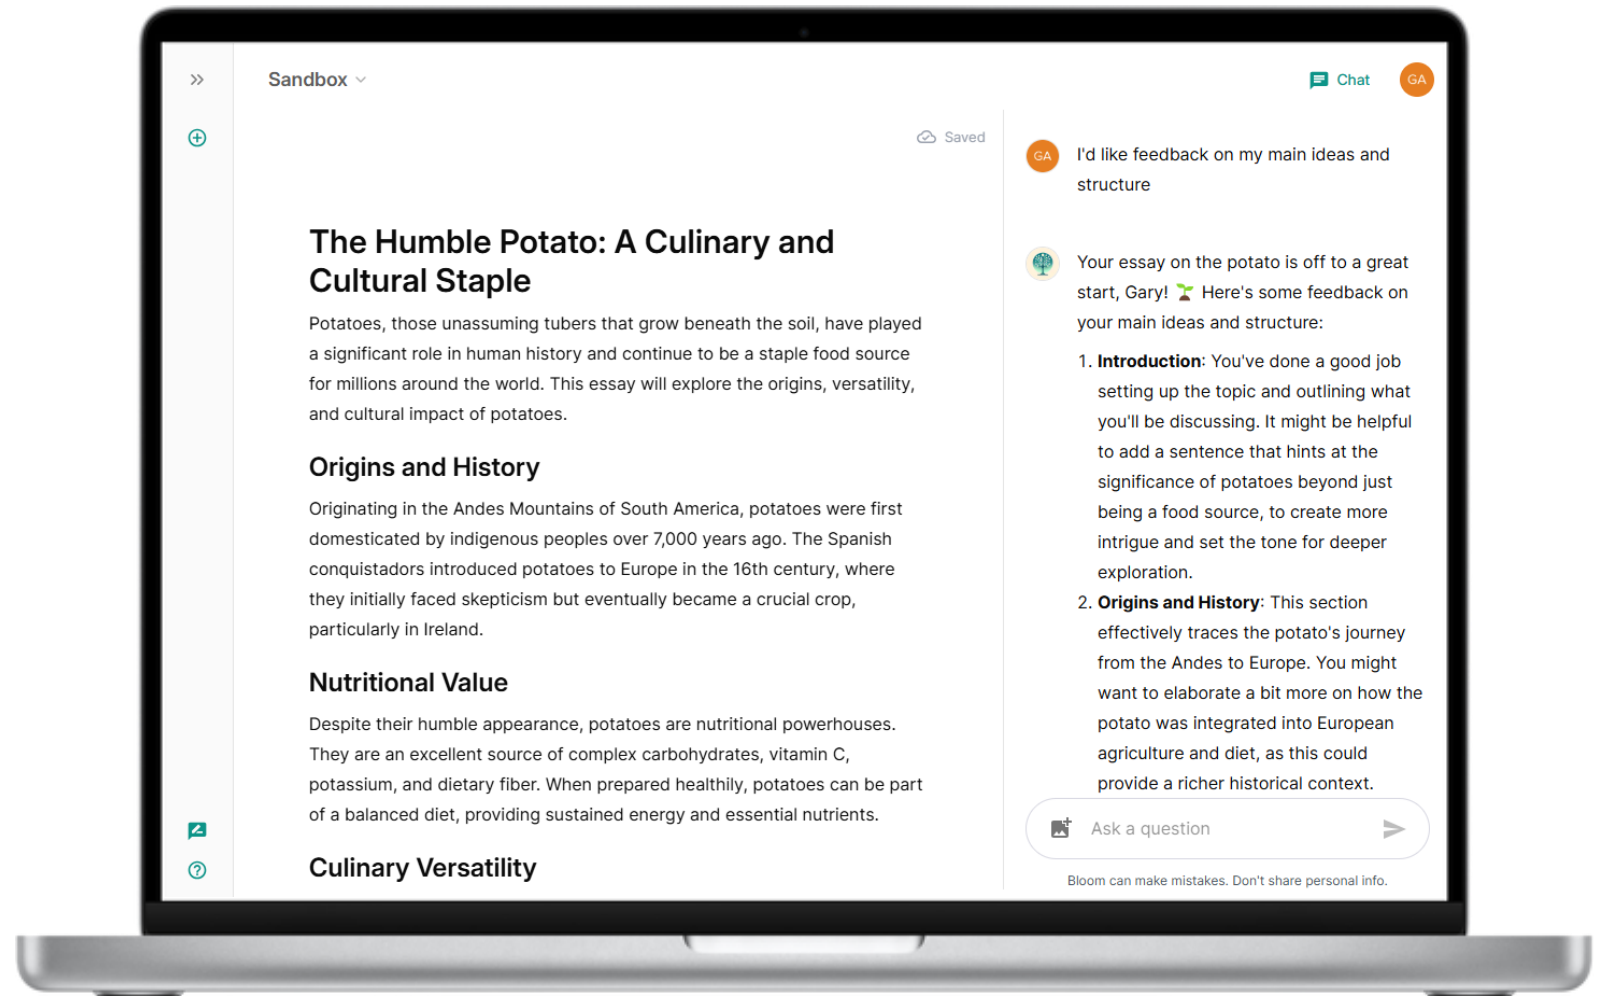 Sandbox
Chat
GA
Saved
The Humble Potato: A Culinary and
Cultural Staple
Potatoes, those unassuming tubers that grow beneath the soil, have played
a significant role in human history and continue to be a staple food source
for millions around the world. This essay will explore the origins, versatility,
and cultural impact of potatoes.
Origins and History
Originating in the Andes Mountains of South America, potatoes were first
domesticated by indigenous peoples over 7,000 years ago. The Spanish
conquistadors introduced potatoes to Europe in the 16th century, where
they initially faced skepticism but eventually became a crucial crop,
particularly in Ireland.
Nutritional Value
Despite their humble appearance, potatoes are nutritional powerhouses.
They are an excellent source of complex carbohydrates, vitamin C,
potassium, and dietary fiber. When prepared healthily, potatoes can be part
of a balanced diet, providing sustained energy and essential nutrients.
Culinary Versatility
GA
I'd like feedback on my main ideas and
structure
Your essay on the potato is off to a great
start, Gary! 🌱 Here's some feedback on
your main ideas and structure:
1. Introduction: You've done a good job
setting up the topic and outlining what
you'll be discussing. It might be helpful
to add a sentence that hints at the
significance of potatoes beyond just
being a food source, to create more
intrigue and set the tone for deeper
exploration.
2. Origins and History: This section
effectively traces the potato's journey
from the Andes to Europe. You might
want to elaborate a bit more on how the
potato was integrated into European
agriculture and diet, as this could
provide a richer historical context.
Ask a question
Bloom can make mistakes. Don't share personal info.